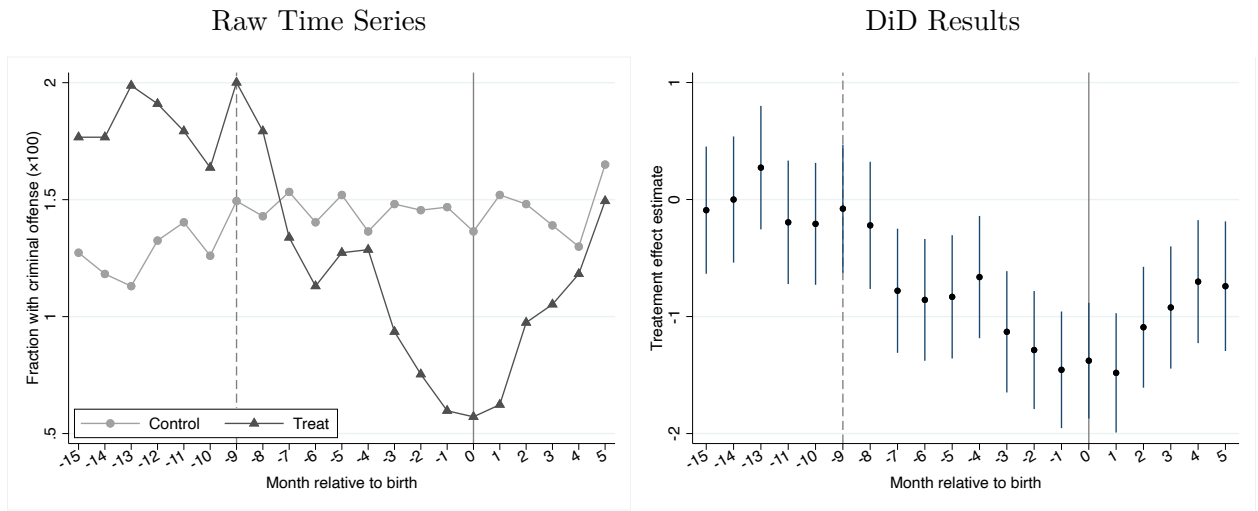 Raw Time Series
2
1.5
1
.5
Fraction with oriminal offense (×100)
Control Treat
-15 -14 -13 -12 -11 -10 -9 -8 -7 -6 -5 -4 -3 -2 -1 0 1 2 3 4 5
Month relative to birth
DiD Results
1
0
-1
-2
Treatement effect estimate
-15 -14 -13 -11 -10 -9 -8 -7 -6 -5 -4 -3 -2 -1 0 1 2 3 4 5
Month relative to birth